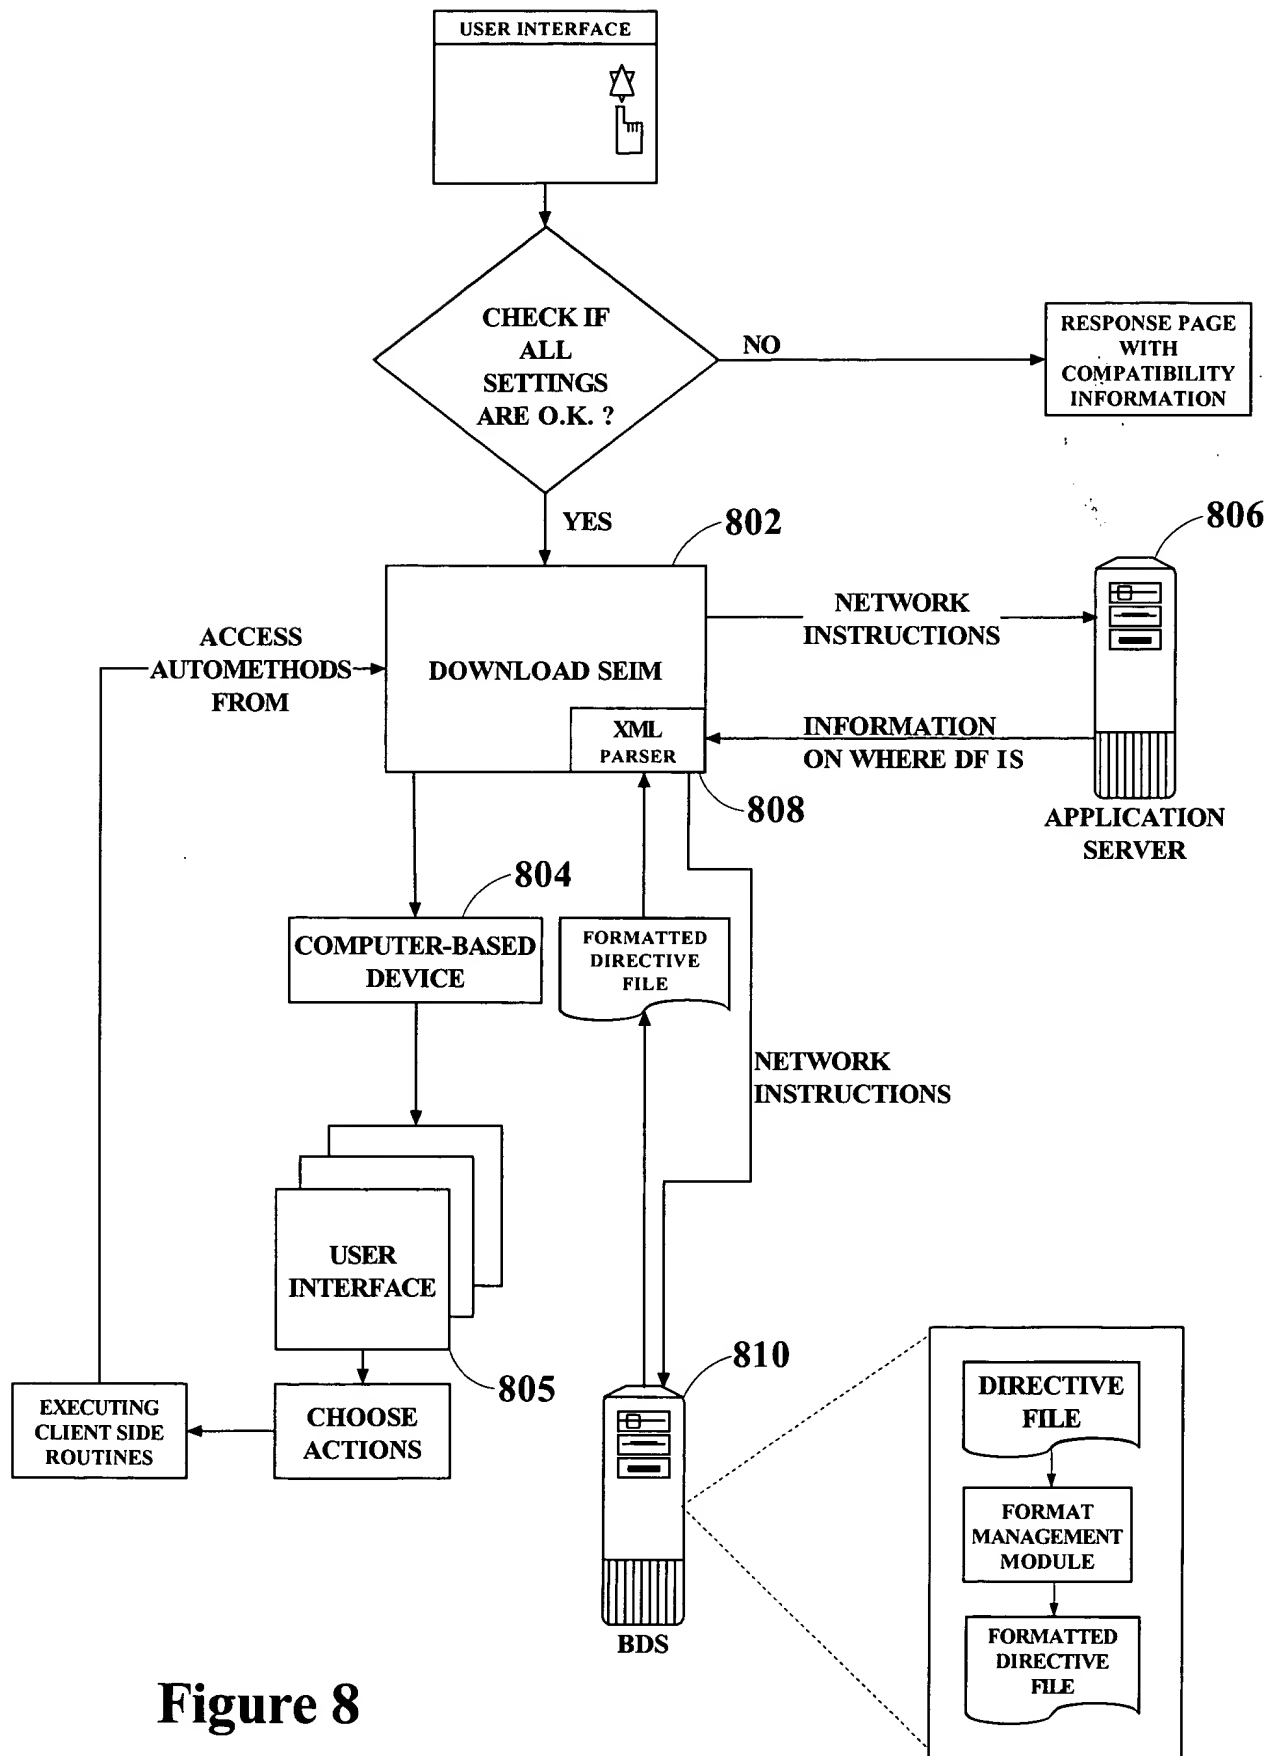 USER INTERFACE
CHECK IF
ALL
SETTINGS
ARE O.K. ?
NO
RESPONSE PAGE
WITH
COMPATIBILITY
INFORMATION
YES
802
806
ACCESS
AUTOMETHODS
FROM
DOWNLOAD SEIM
XML
PARSER
NETWORK
INSTRUCTIONS
INFORMATION
ON WHERE DF IS
808
APPLICATION
SERVER
804
COMPUTER-BASED
DEVICE
FORMATTED
DIRECTIVE
FILE
NETWORK
INSTRUCTIONS
USER
INTERFACE
805
810
EXECUTING
CLIENT SIDE
ROUTINES
CHOOSE
ACTIONS
BDS
DIRECTIVE
FILE
FORMAT
MANAGEMENT
MODULE
FORMATTED
DIRECTIVE
FILE
Figure 8